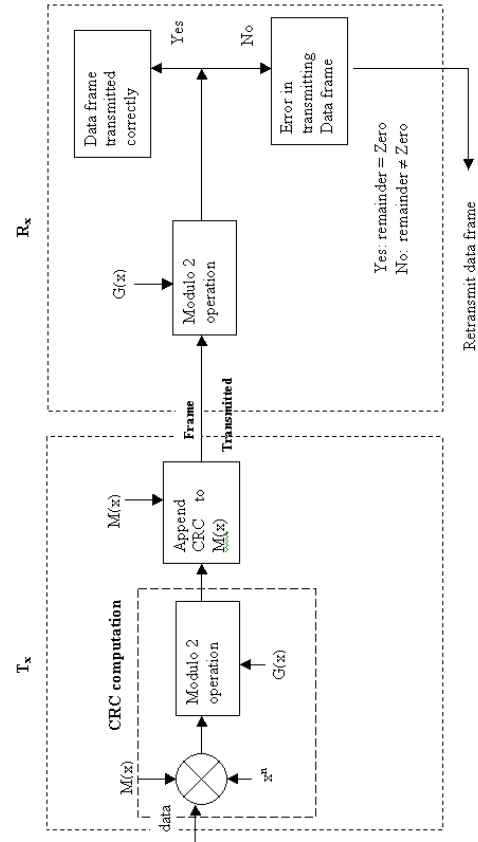 Tx
Rx
CRC computation
data
M(x)
xⁿ
Modulo 2
operation
G(x)
M(x)
Append
CRC to
M(x)
Frame
Transmitted
G(x)
Modulo 2
operation
Yes
No
Data frame
transmitted
correctly
Error in
transmitting
Data frame
Yes: remainder = Zero
No: remainder ≠ Zero
Retransmit data frame